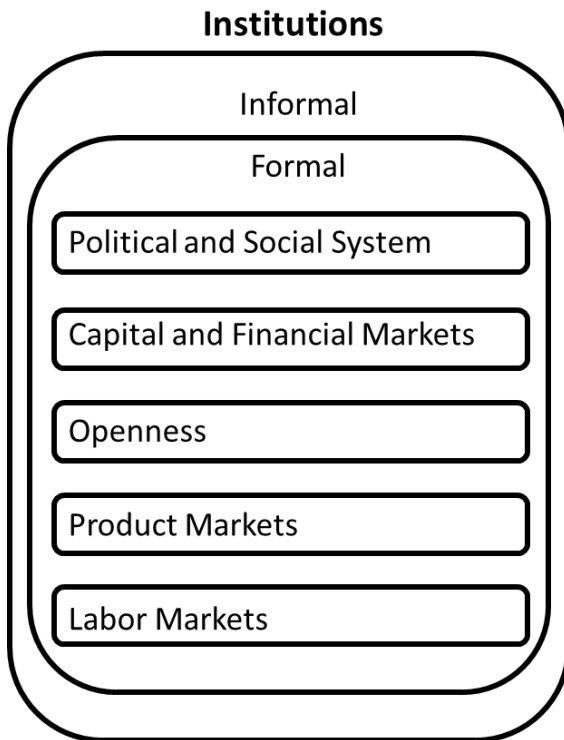 Institutions
Informal
Formal
Political and Social System
Capital and Financial Markets
Openness
Product Markets
Labor Markets